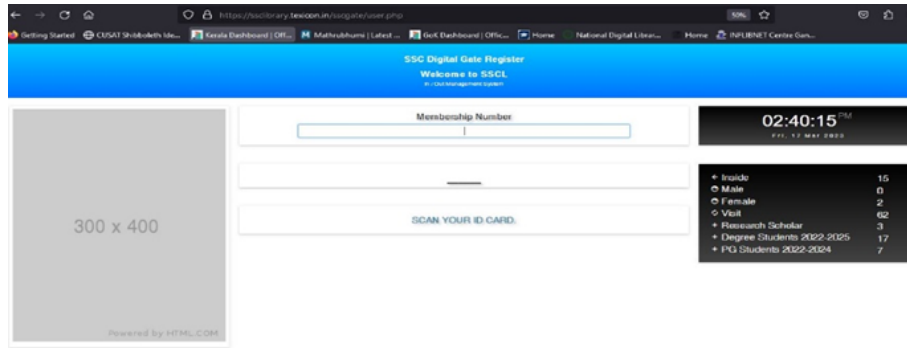 https://ssclibrary.texicon.in/sscgate/user.php
50%
Getting Started
CUSAT Shibboleth Ide...
Kerala Dashboard | Off...
Mathrubhumi | Latest ...
GoK Dashboard | Offic...
Home
National Digital Librar...
Home
INFLIBNET Centre Gan...
SSC Digital Gate Register
Welcome to SSCL
In / Out Management System
300 x 400
Powered by HTML.COM
Membership Number
SCAN YOUR ID CARD.
02:40:15 PM
Fri, 17 Mar 2023
Inside 15
Male 0
Female 2
Visit 62
Research Scholar 3
Degree Students 2022-2025 17
PG Students 2022-2024 7